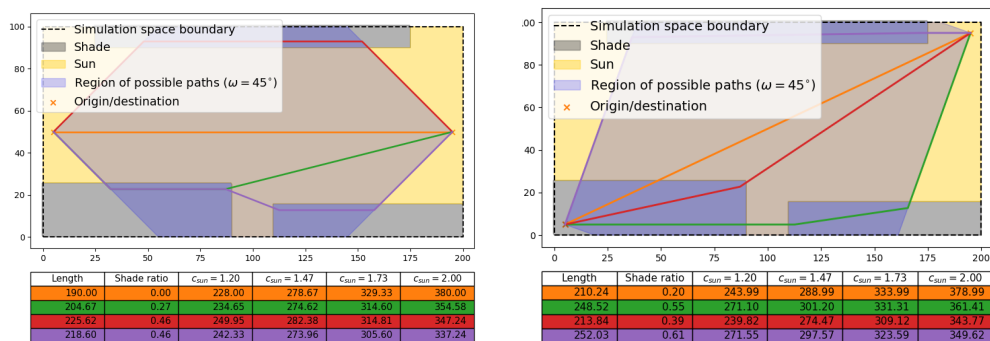 100
80
60
40
20
0
0 25 50 75 100 125 150 175 200
Simulation space boundary
Shade
Sun
Region of possible paths (ω = 45°)
Origin/destination
Length Shade ratio c_sun = 1.20 c_sun = 1.47 c_sun = 1.73 c_sun = 2.00
190.00 0.00 228.00 278.67 329.33 380.00
204.67 0.27 234.65 274.62 314.60 354.58
225.62 0.46 249.95 282.38 314.81 347.24
218.60 0.46 242.33 273.96 305.60 337.24
00
80
60
40
20
0
0 25 50 75 100 125 150 175 200
Simulation space boundary
Shade
Sun
Region of possible paths (ω = 45°)
Origin/destination
Length Shade ratio c_sun = 1.20 c_sun = 1.47 c_sun = 1.73 c_sun = 2.00
210.24 0.20 243.99 288.99 333.99 378.99
248.52 0.55 271.10 301.20 331.31 361.41
213.84 0.39 239.82 274.47 309.12 343.77
252.03 0.61 271.55 297.57 323.59 349.62